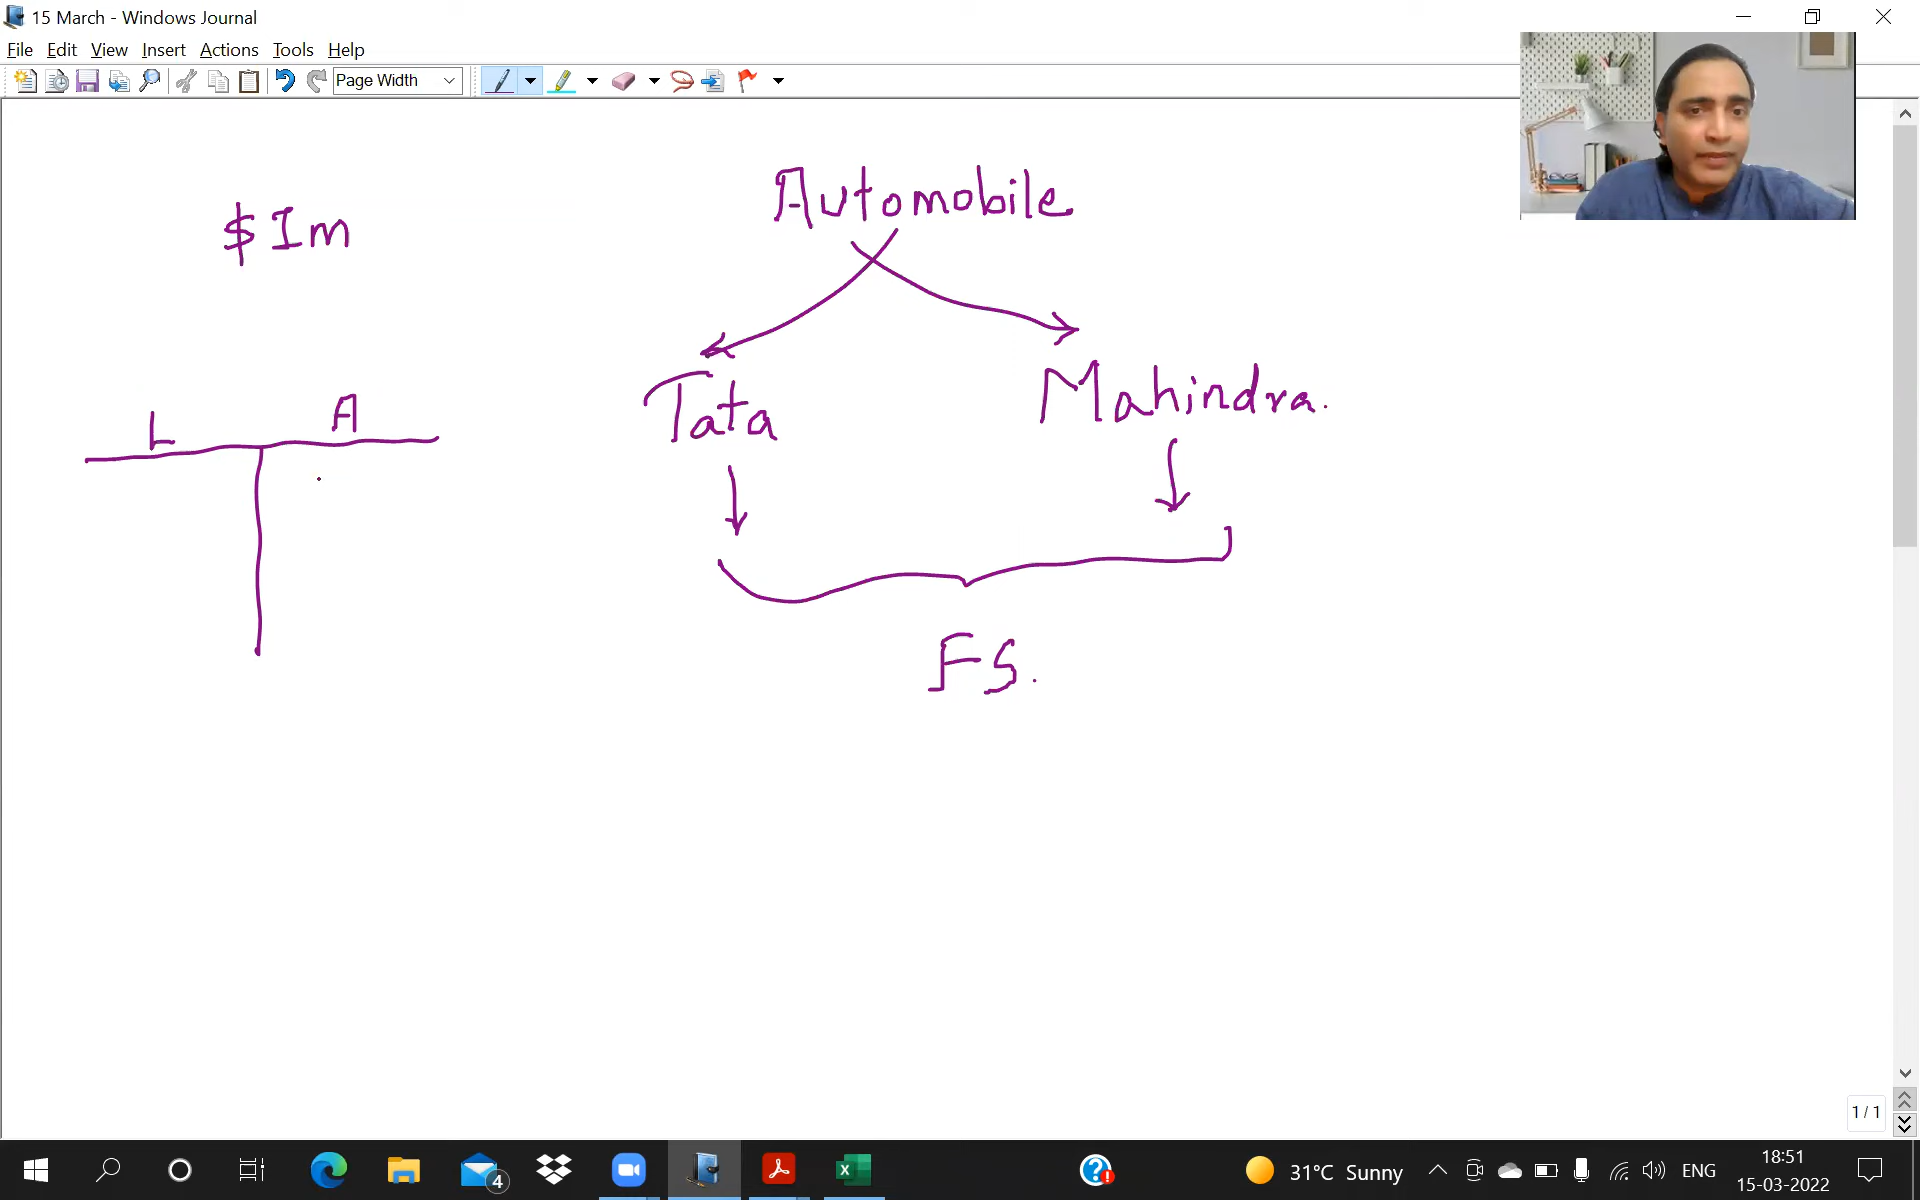 15 March - Windows Journal
File Edit View Insert Actions Tools Help
Page Width
Automobile
$ 1m
Tata
Mahindra.
L
A
FS.
1 / 1
4
31°C Sunny
ENG
18:51
15-03-2022